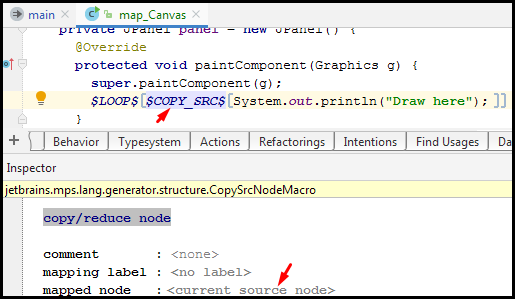 main × map_Canvas ×
private JPanel panel = new JPanel() {
@Override
protected void paintComponent(Graphics g) {
super.paintComponent(g);
$LOOP$[$COPY_SRC$[System.out.println("Draw here");]]
}
+ Behavior Typesystem Actions Refactorings Intentions Find Usages Da
Inspector
jetbrains.mps.lang.generator.structure.CopySrcNodeMacro
copy/reduce node
comment : <none>
mapping label : <no label>
mapped node : <current source node>